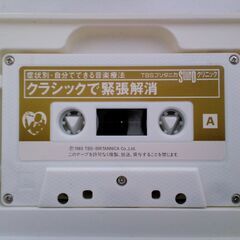 症状別・自分でできる音楽療法
TBSブリタニカ Sound クリニック
クラシックで緊張解消
A
Ⓟ1985 TBS-BRITANNICA Co.,Ltd.
このテープを許可なく複製、放送、貸与することを禁じます